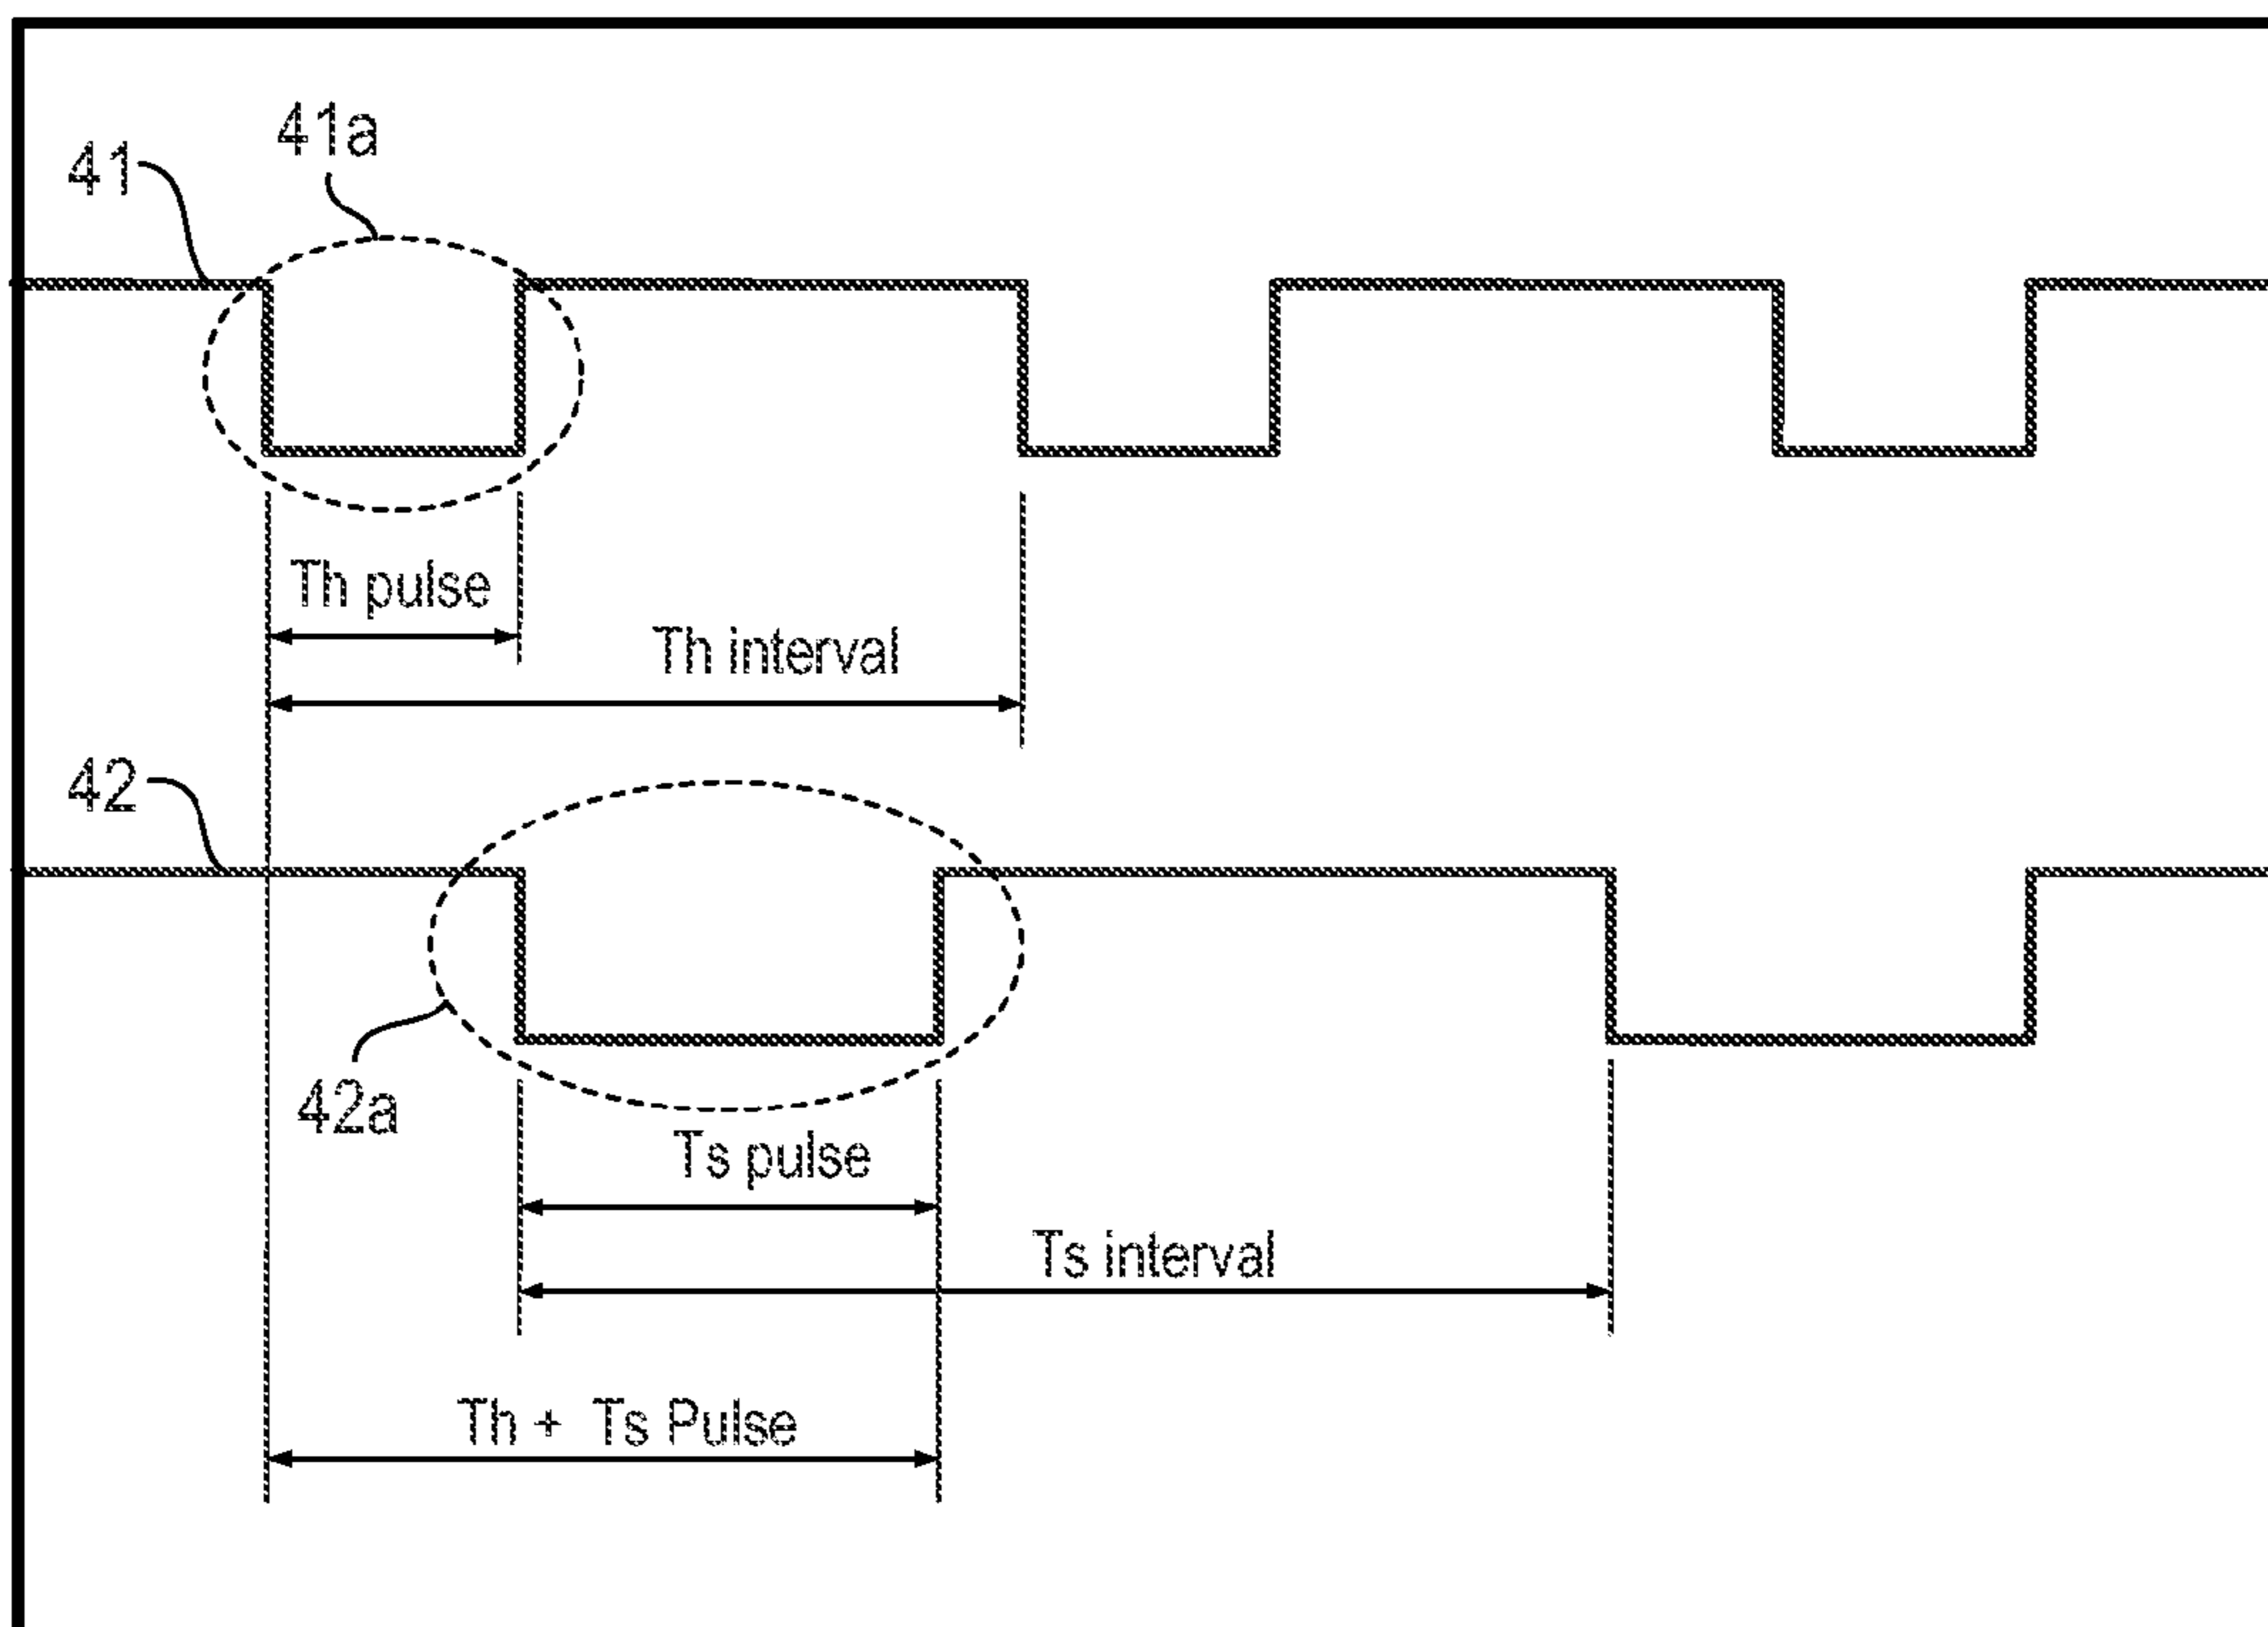 41a
41
Th pulse
Th interval
42
42a
Ts pulse
Ts interval
Th + Ts Pulse